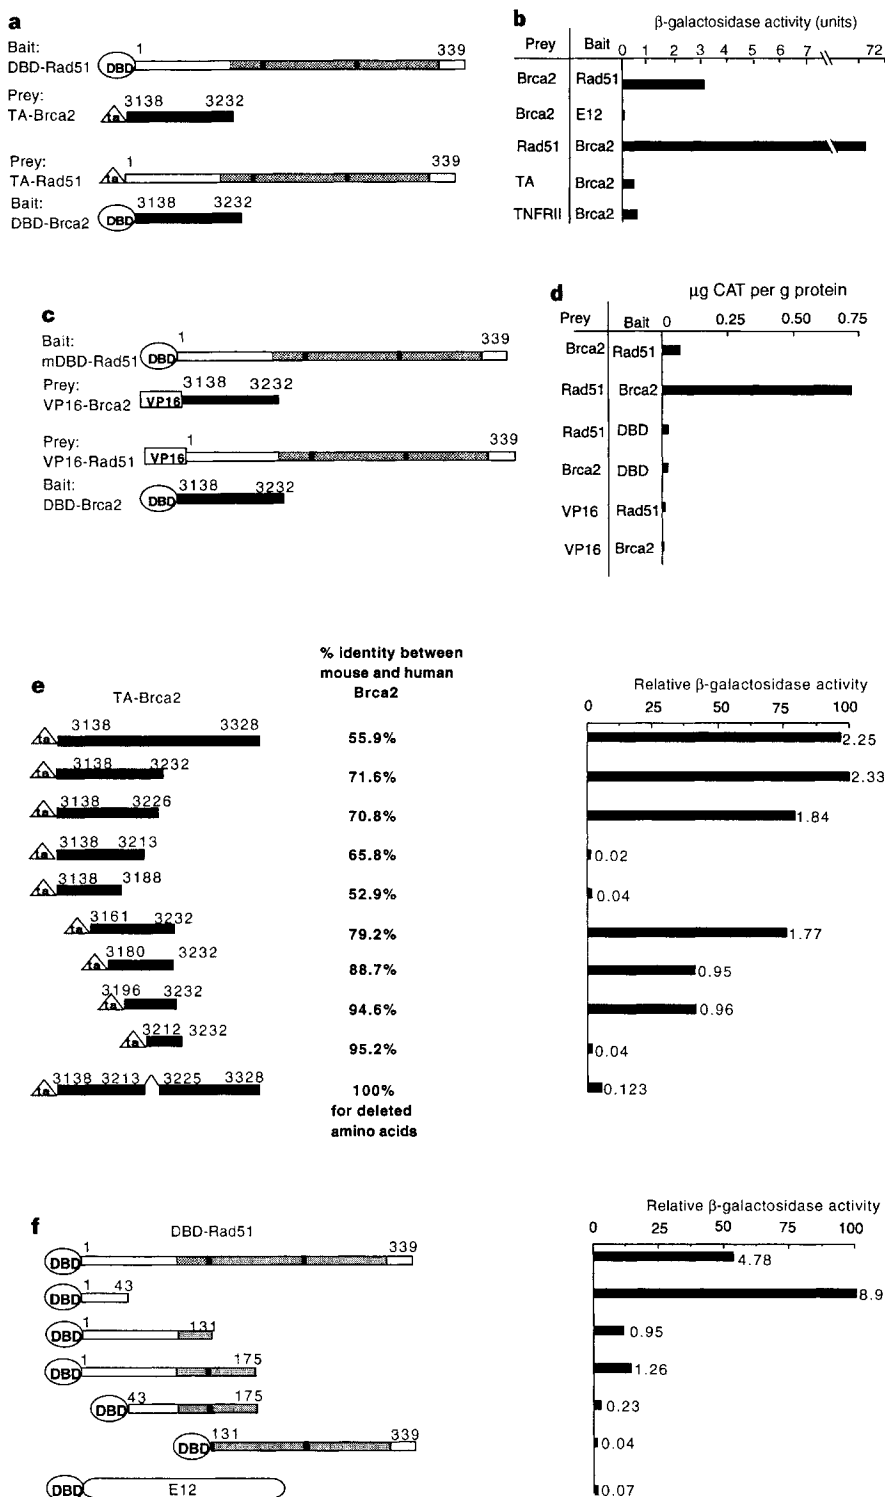 a
Bait:
DBD-Rad51
DBD
1
339
Prey:
TA-Brca2
ta
3138 3232
Prey:
TA-Rad51
ta
1
339
Bait:
DBD-Brca2
DBD
3138 3232
b
β-galactosidase activity (units)
Prey Bait 0 1 2 3 4 5 6 7 72
Brca2 Rad51
Brca2 E12
Rad51 Brca2
TA Brca2
TNFRII Brca2
c
Bait:
mDBD-Rad51
DBD
1
339
Prey:
VP16-Brca2
VP16
3138 3232
Prey:
VP16-Rad51
VP16
1
339
Bait:
DBD-Brca2
DBD
3138 3232
d
μg CAT per g protein
Prey Bait 0 0.25 0.50 0.75
Brca2 Rad51
Rad51 Brca2
Rad51 DBD
Brca2 DBD
VP16 Rad51
VP16 Brca2
e
TA-Brca2
% identity between
mouse and human
Brca2
Relative β-galactosidase activity
0 25 50 75 100
ta 3138 3328 55.9% 2.25
ta 3138 3232 71.6% 2.33
ta 3138 3226 70.8% 1.84
ta 3138 3213 65.8% 0.02
ta 3138 3188 52.9% 0.04
ta 3161 3232 79.2% 1.77
ta 3180 3232 88.7% 0.95
ta 3196 3232 94.6% 0.96
ta 3212 3232 95.2% 0.04
ta 3138 3213 3225 3328 100% 0.123
for deleted
amino acids
f
DBD-Rad51
Relative β-galactosidase activity
0 25 50 75 100
DBD 1 339 4.78
DBD 1 43 8.9
DBD 1 131 0.95
DBD 1 175 1.26
DBD 43 175 0.23
DBD 131 339 0.04
DBD E12 0.07